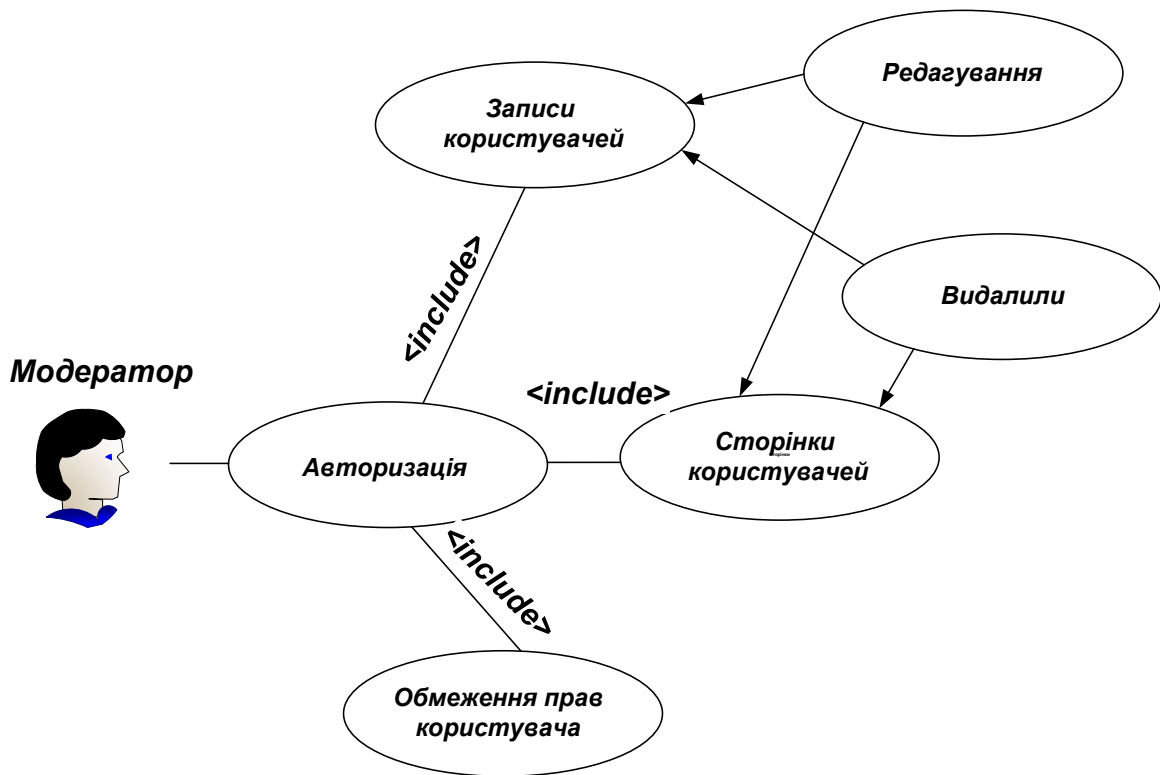 Редагування
Записи
користувачей
<include>
Видалили
Модератор
<include>
Авторизація
Сторінки
користувачей
<include>
Обмеження прав
користувача